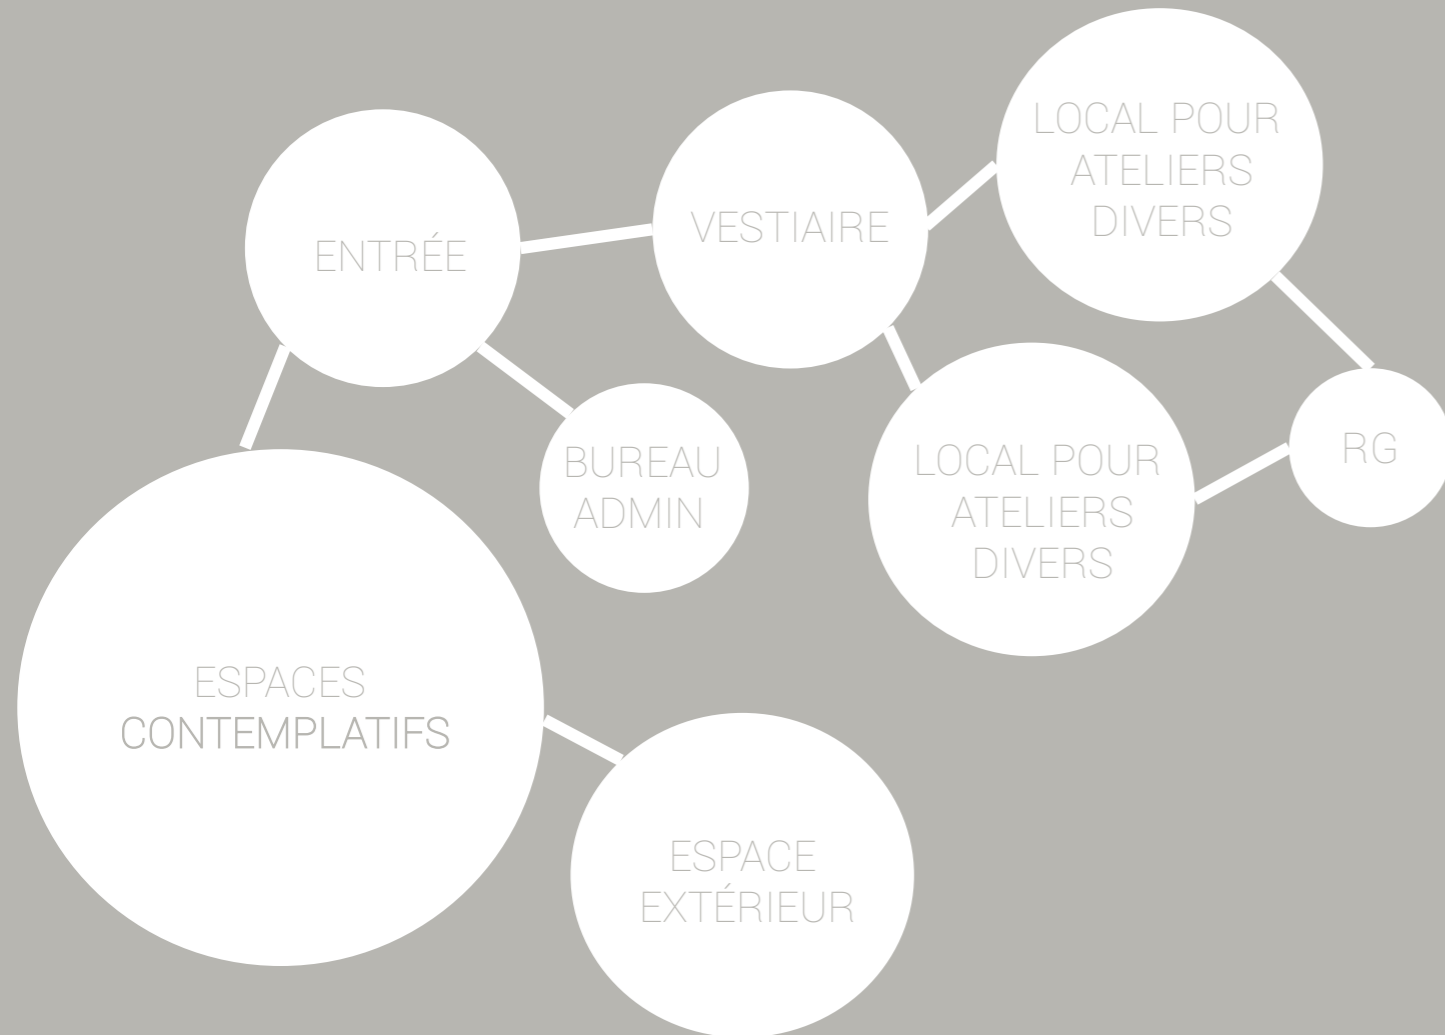 LOCAL POUR
ATELIERS
DIVERS
VESTIAIRE
ENTRÉE
BUREAU
ADMIN
LOCAL POUR
ATELIERS
DIVERS
RG
ESPACES
CONTEMPLATIFS
ESPACE
EXTÉRIEUR